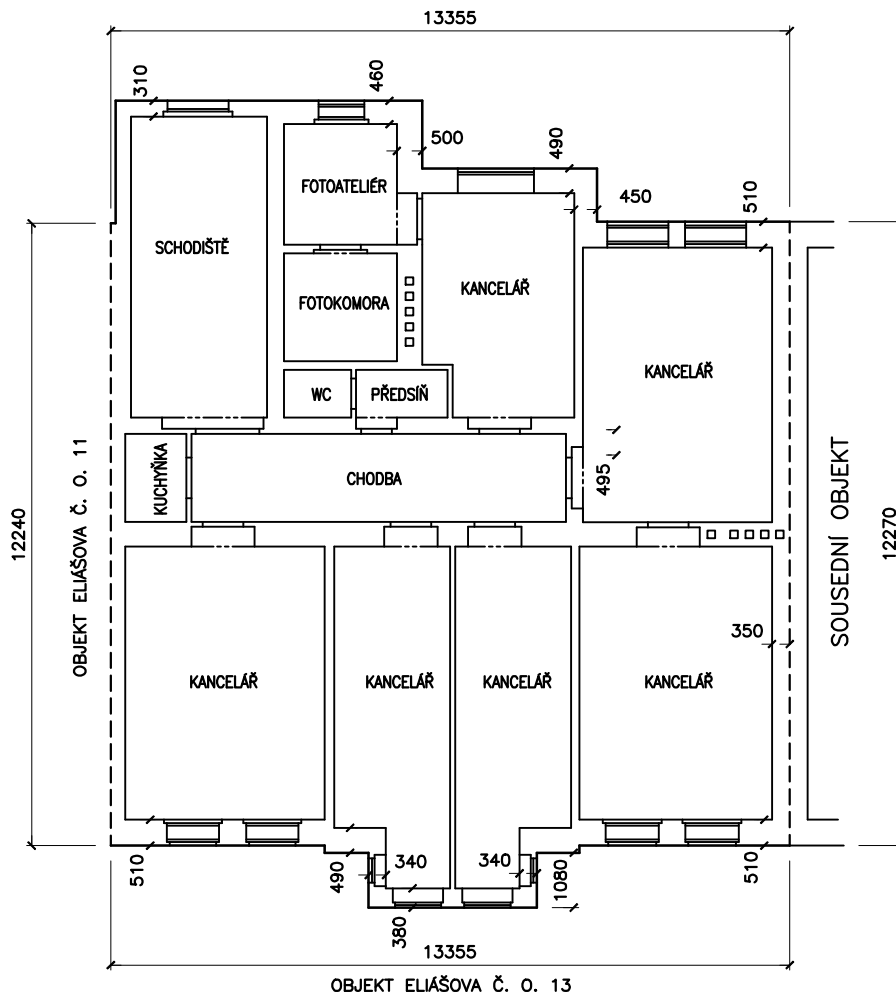 13355
310
460
500
490
450
510
FOTOATELIÉR
SCHODIŠTĚ
FOTOKOMORA
KANCELÁŘ
KANCELÁŘ
WC
PŘEDSÍŇ
KUCHYŇKA
CHODBA
495
12240
OBJEKT ELIÁŠOVA Č. O. 11
SOUSEDNÍ OBJEKT
12270
350
KANCELÁŘ
KANCELÁŘ
KANCELÁŘ
KANCELÁŘ
510
490
340
340
1080
510
380
13355
OBJEKT ELIÁŠOVA Č. O. 13